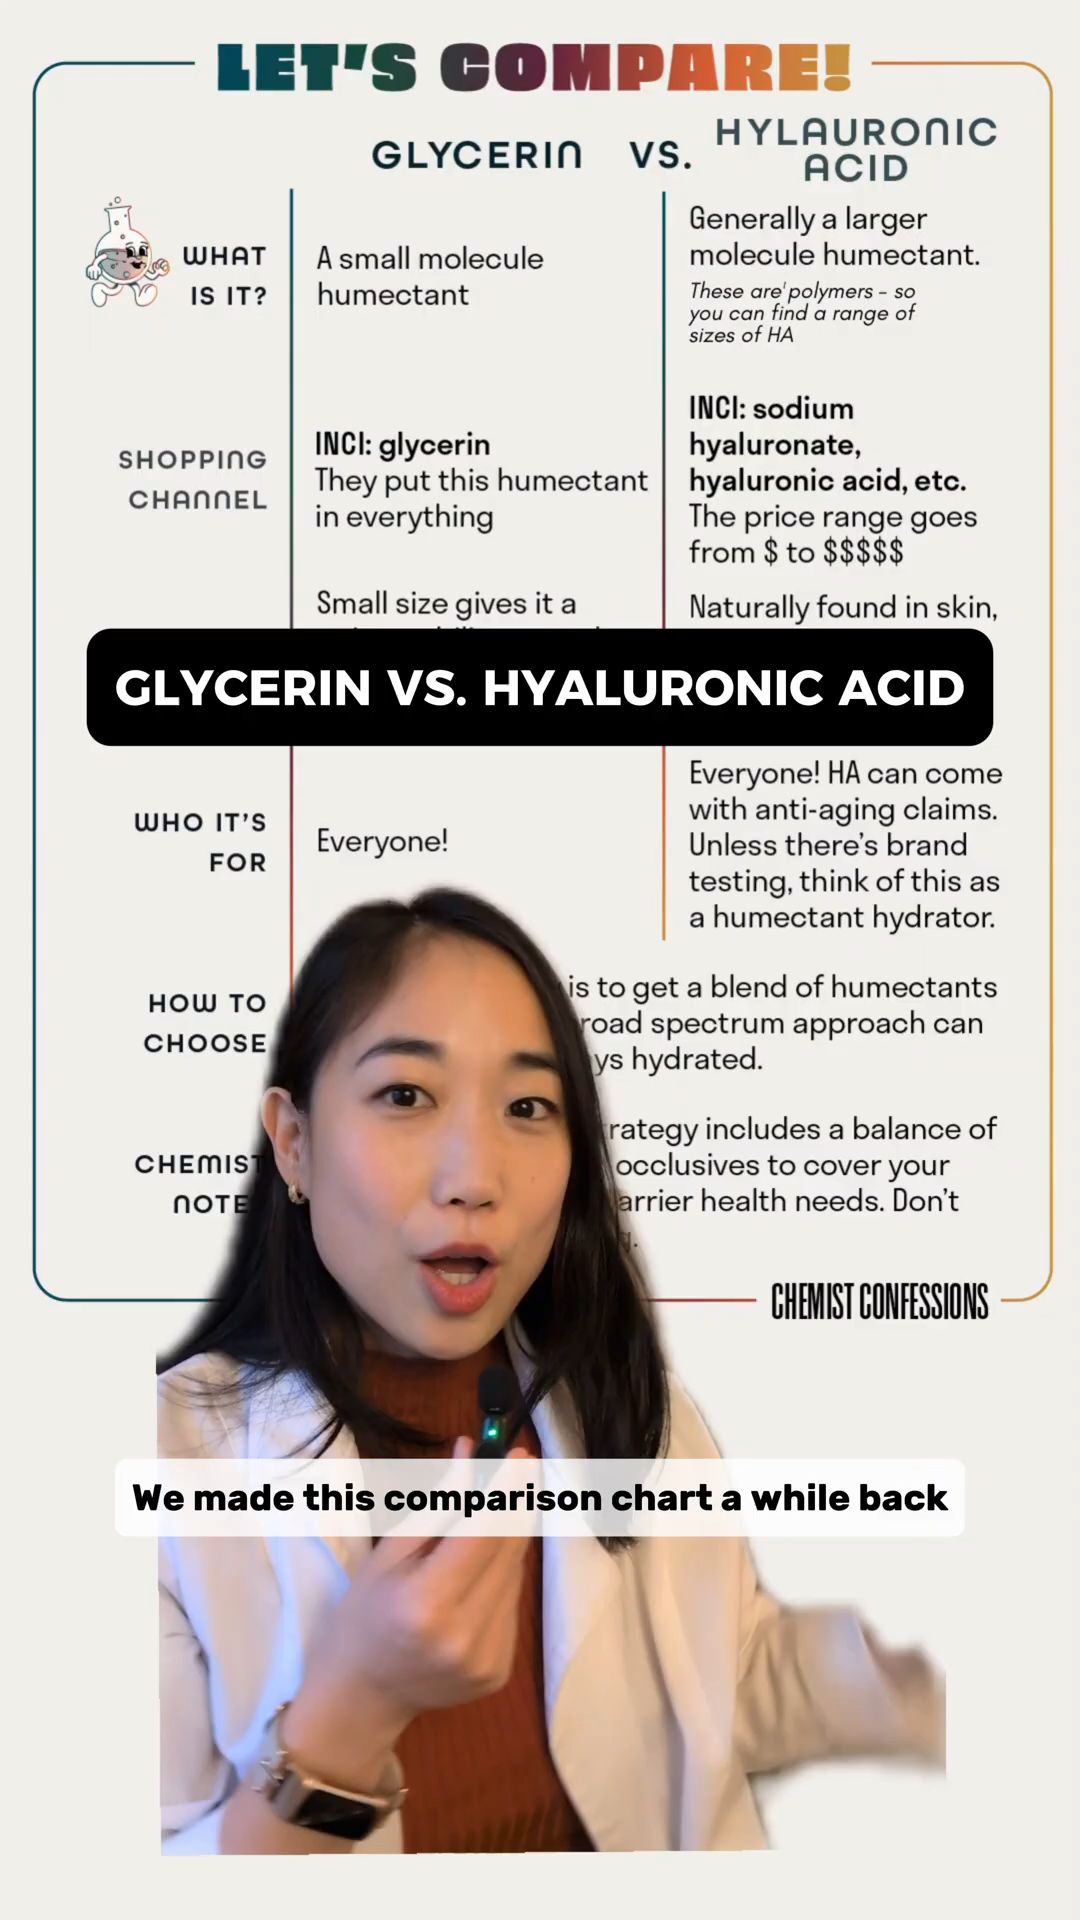 LET'S COMPARE!
GLYCERIN VS. HYLAURONIC
ACID
WHAT
IS IT?
A small molecule
humectant
Generally a larger
molecule humectant.
These are polymers - so
you can find a range of
sizes of HA
SHOPPING
CHANNEL
INCI: glycerin
They put this humectant
in everything
INCI: sodium
hyaluronate,
hyaluronic acid, etc.
The price range goes
from $ to $$$$$
Small size gives it a
Naturally found in skin,
GLYCERIN VS. HYALURONIC ACID
WHO IT'S
FOR
Everyone!
Everyone! HA can come
with anti-aging claims.
Unless there's brand
testing, think of this as
a humectant hydrator.
HOW TO
CHOOSE
is to get a blend of humectants
road spectrum approach can
ys hydrated.
CHEMIST
NOTE
rategy includes a balance of
occlusives to cover your
arrier health needs. Don't
g.
CHEMIST CONFESSIONS
We made this comparison chart a while back